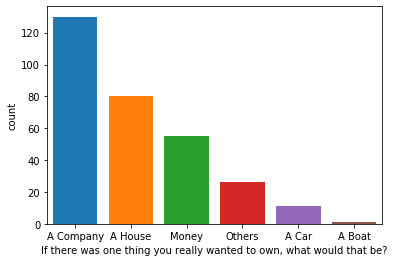 120
100
80
60
40
20
0
count
A Company A House Money Others A Car A Boat
If there was one thing you really wanted to own, what would that be?